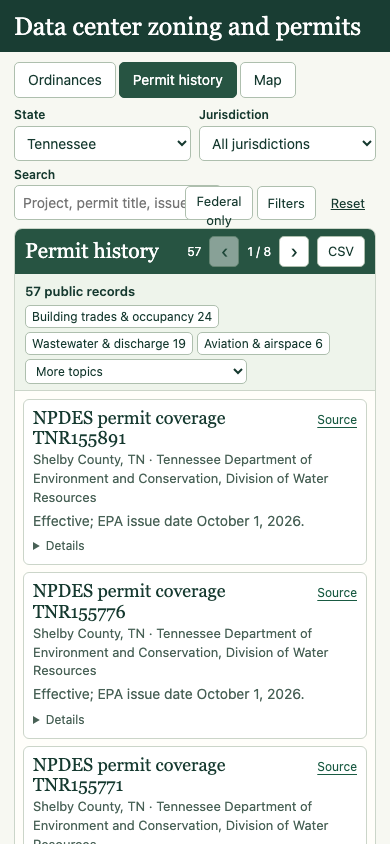 Data center zoning and permits
Ordinances
Permit history
Map
State
Jurisdiction
Tennessee
All jurisdictions
Search
Project, permit title, issue
Federal
only
Filters
Reset
Permit history
57
‹
1 / 8
›
CSV
57 public records
Building trades & occupancy 24
Wastewater & discharge 19
Aviation & airspace 6
More topics
NPDES permit coverage
TNR155891
Source
Shelby County, TN · Tennessee Department of
Environment and Conservation, Division of Water
Resources
Effective; EPA issue date October 1, 2026.
Details
NPDES permit coverage
TNR155776
Source
Shelby County, TN · Tennessee Department of
Environment and Conservation, Division of Water
Resources
Effective; EPA issue date October 1, 2026.
Details
NPDES permit coverage
TNR155771
Source
Shelby County, TN · Tennessee Department of
Environment and Conservation, Division of Water
Resources